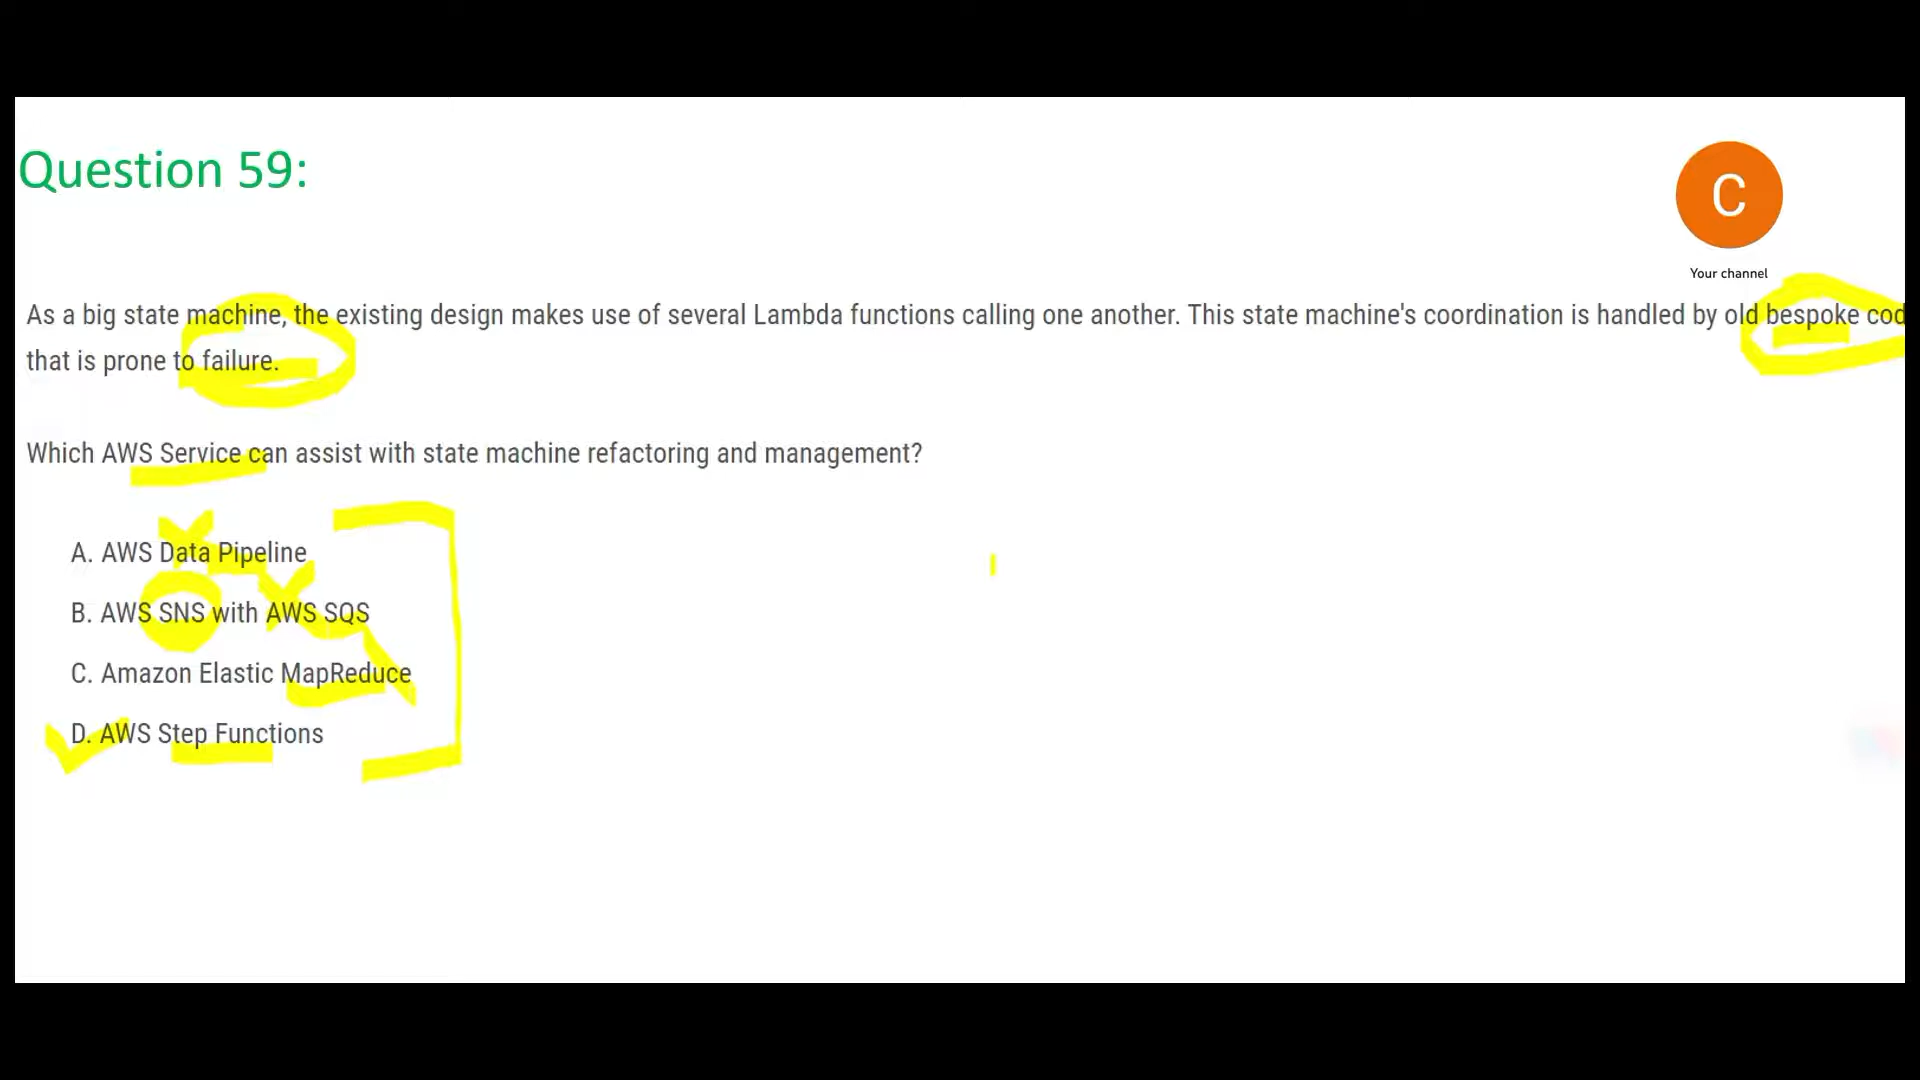 Question 59:
C
Your channel
As a big state machine, the existing design makes use of several Lambda functions calling one another. This state machine's coordination is handled by old bespoke cod
that is prone to failure.
Which AWS Service can assist with state machine refactoring and management?
A. AWS Data Pipeline
B. AWS SNS with AWS SQS
C. Amazon Elastic MapReduce
D. AWS Step Functions